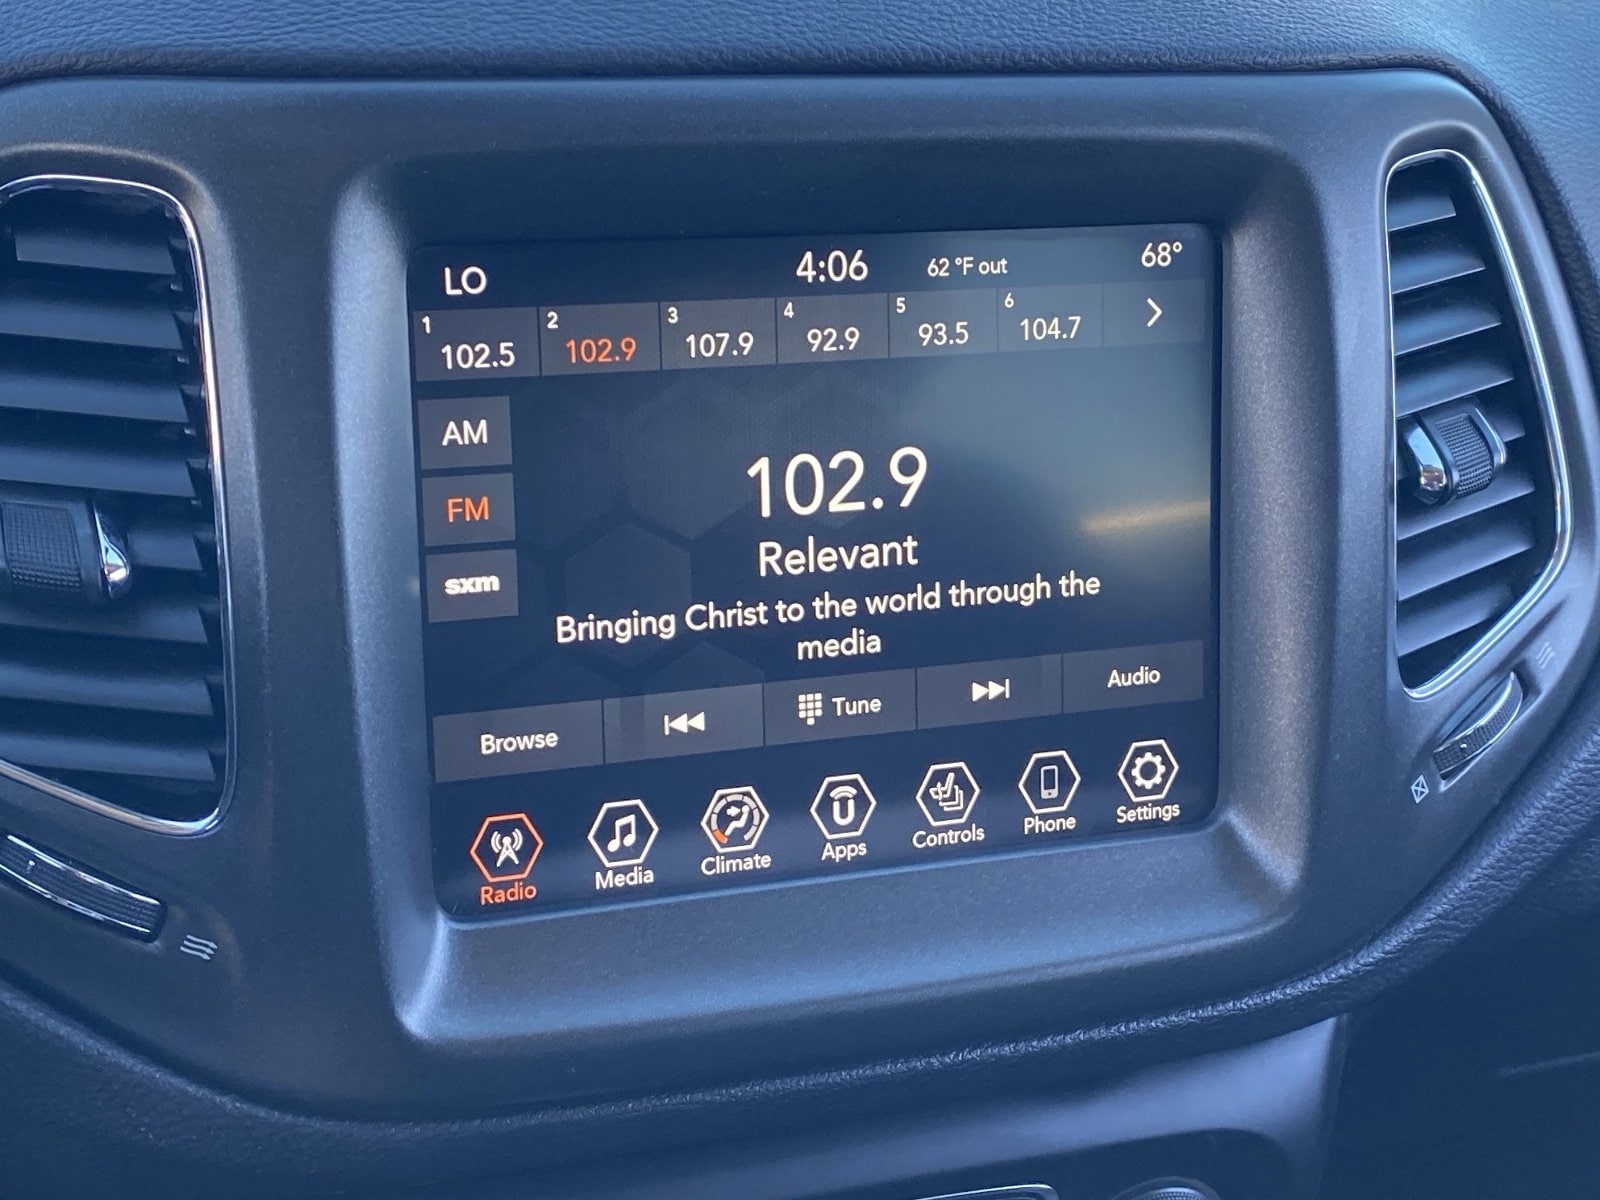 LO 4:06 62 °F out 68°
1 102.5 2 102.9 3 107.9 4 92.9 5 93.5 6 104.7
AM
FM
sxm
102.9
Relevant
Bringing Christ to the world through the
media
Browse Tune Audio
Radio Media Climate Apps Controls Phone Settings